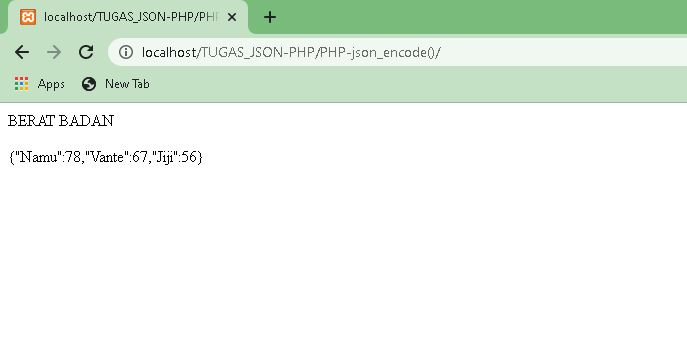 localhost/TUGAS_JSON-PHP/PHP
localhost/TUGAS_JSON-PHP/PHP-json_encode()/
Apps New Tab
BERAT BADAN
{"Namu":78,"Vante":67,"Jiji":56}